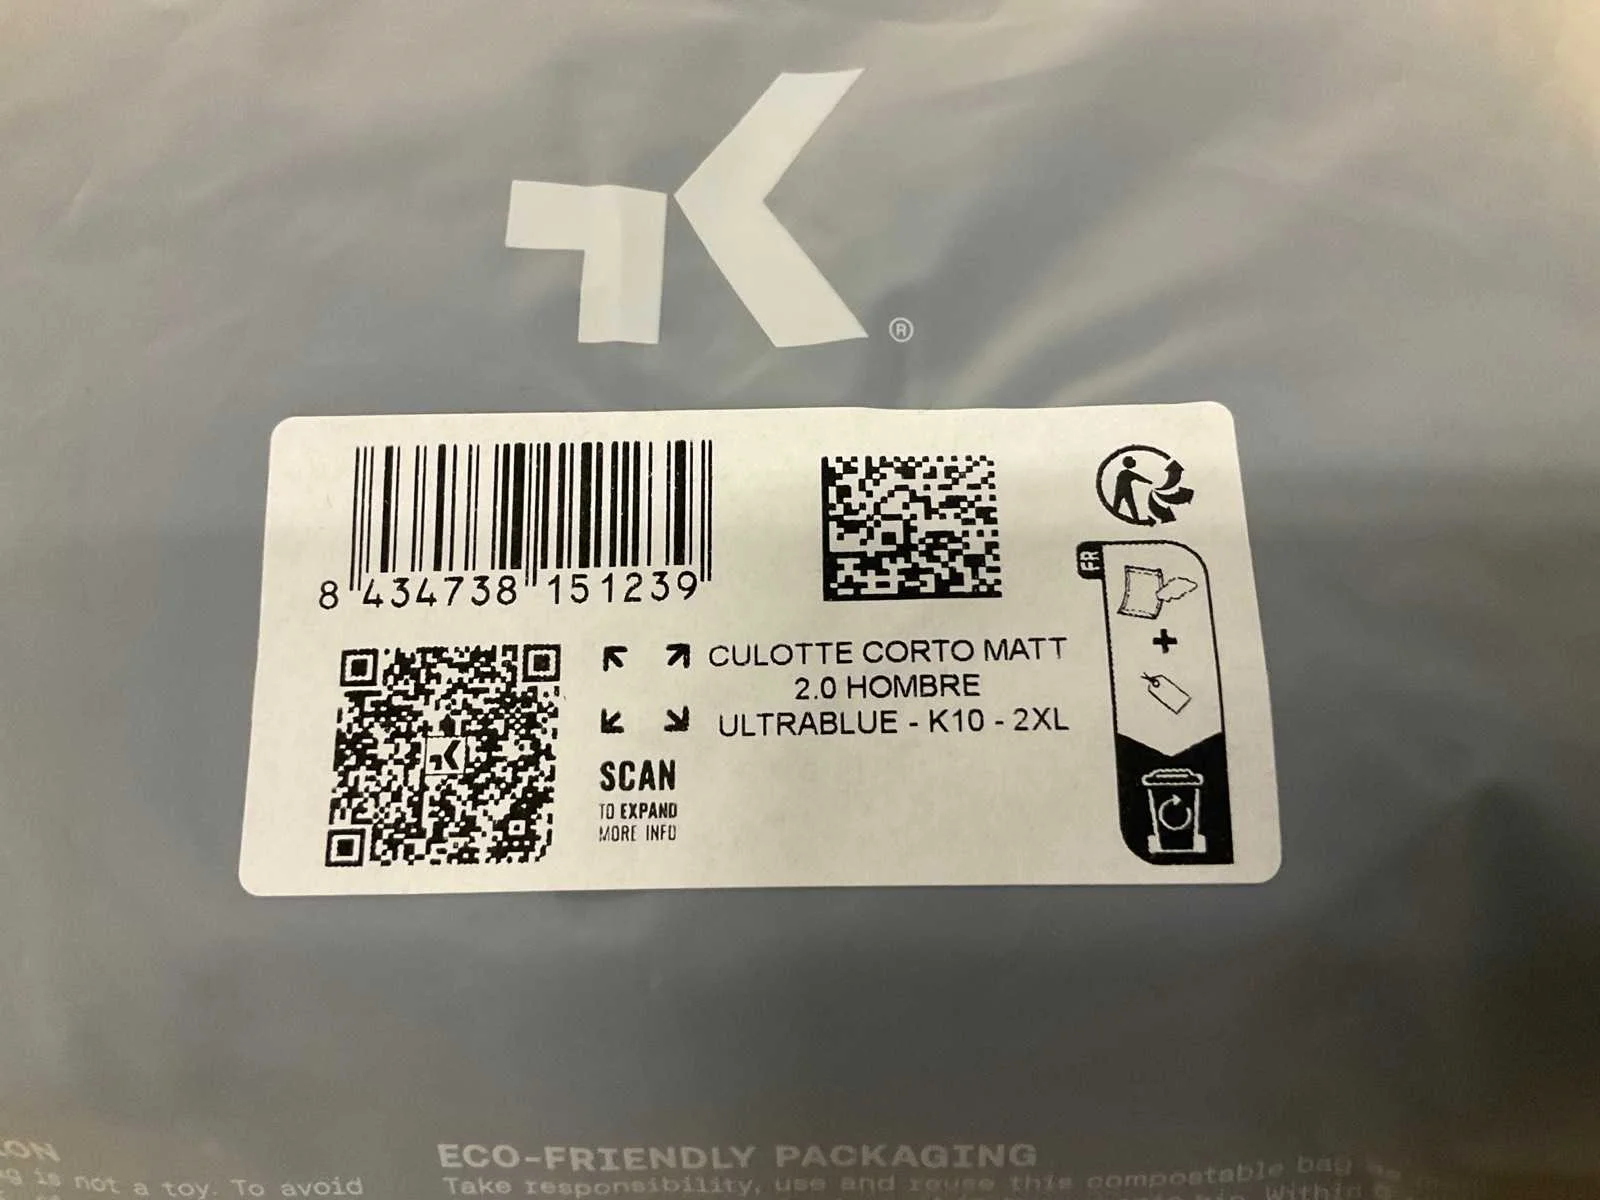 ®
8 434738 151239
CULOTTE CORTO MATT
2.0 HOMBRE
ULTRABLUE - K10 - 2XL
SCAN
TO EXPAND
MORE INFO
FR
ECO-FRIENDLY PACKAGING
is not a toy. To avoid
Take responsibility, use and reuse this compostable bag
Within